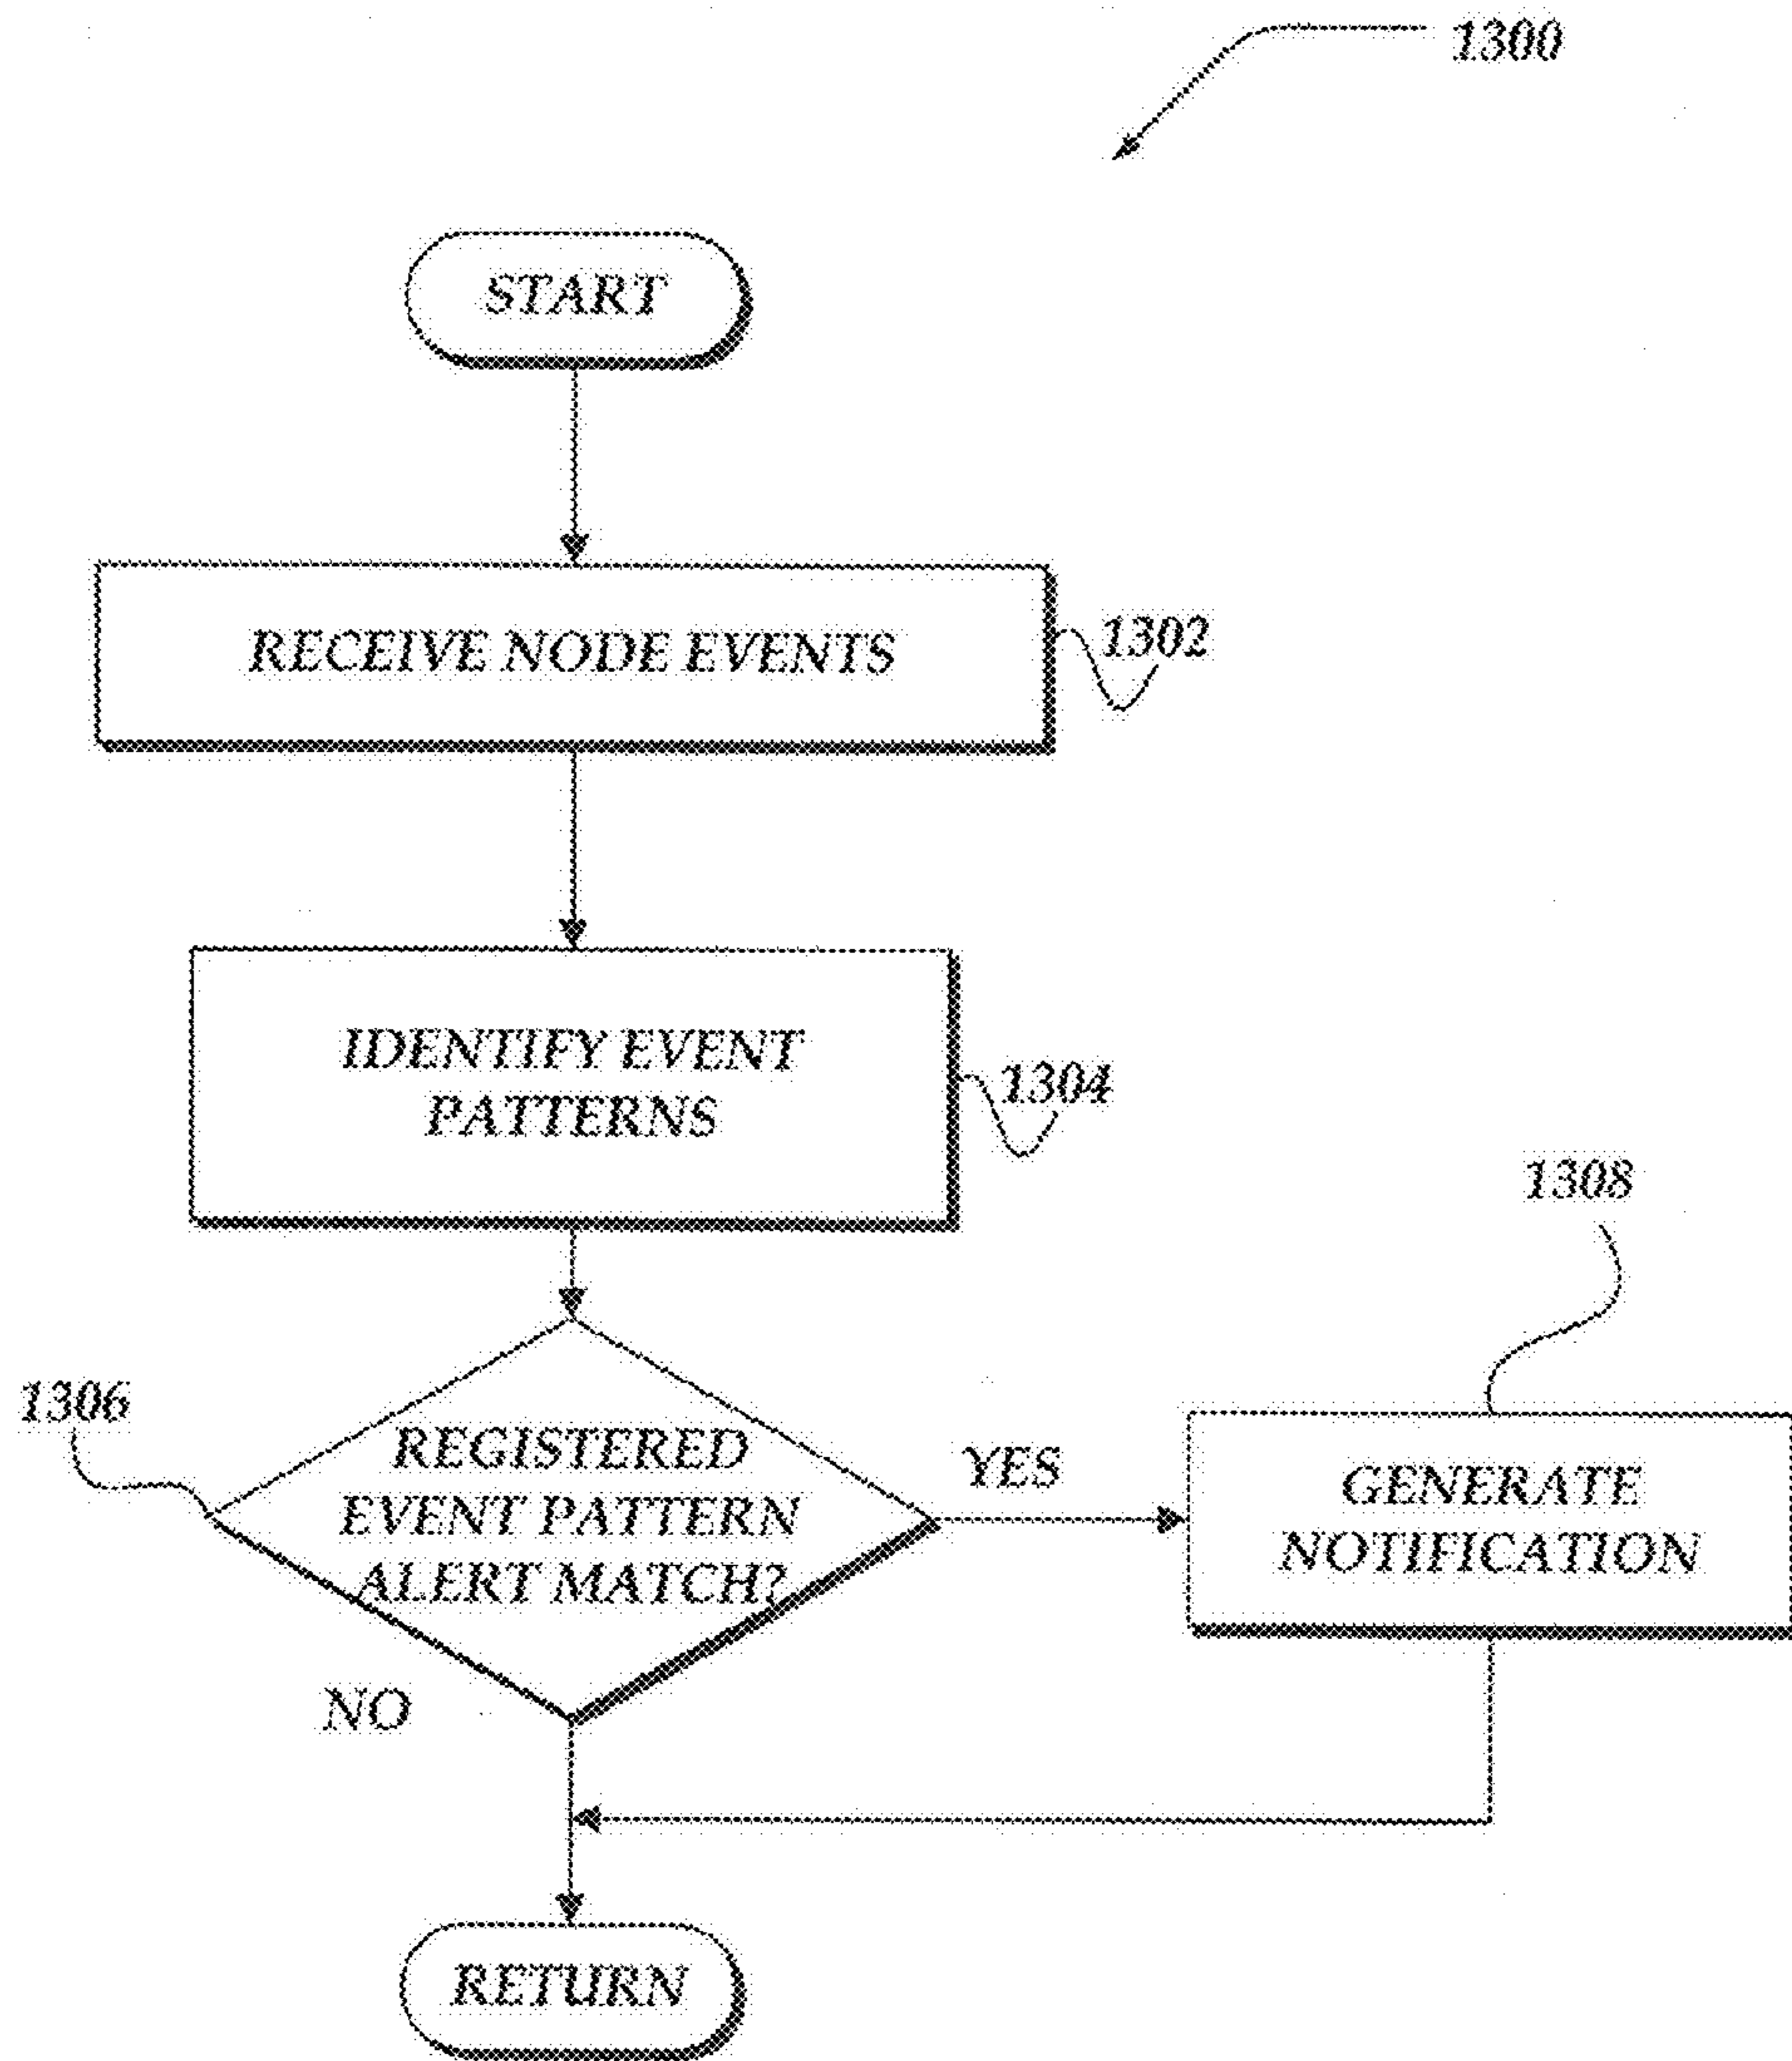 1300
START
RECEIVE NODE EVENTS
1302
IDENTIFY EVENT
PATTERNS
1304
1308
1306
REGISTERED
EVENT PATTERN
ALERT MATCH?
YES
GENERATE
NOTIFICATION
NO
RETURN